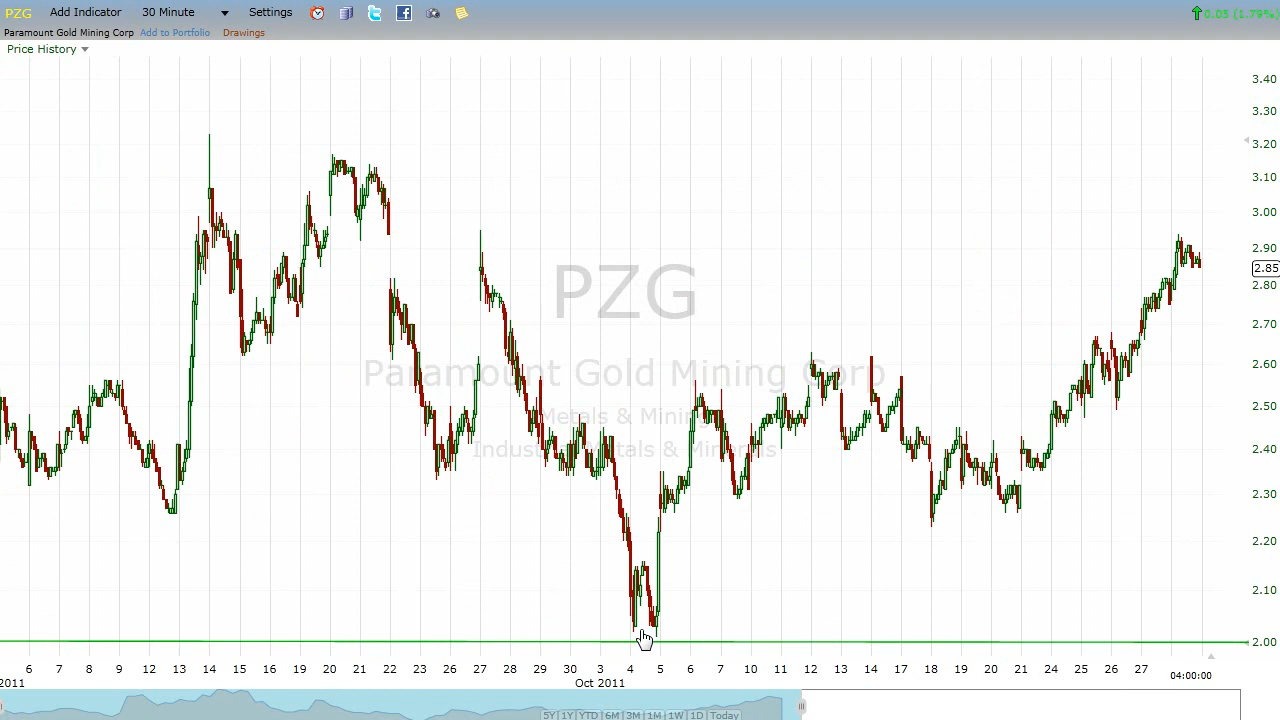 PZG Add Indicator 30 Minute Settings 0.05 (1.79%)
Paramount Gold Mining Corp Add to Portfolio Drawings
Price History
3.40
3.30
3.20
3.10
3.00
2.90
2.85
2.80
2.70
2.60
2.50
2.40
2.30
2.20
2.10
2.00
PZG
Paramount Gold Mining Corp
Metals & Mining
Industrial Metals & Minerals
6 7 8 9 12 13 14 15 16 19 20 21 22 23 26 27 28 29 30 3 4 5 6 7 10 11 12 13 14 17 18 19 20 21 24 25 26 27
2011 Oct 2011 04:00:00
5Y 1Y YTD 6M 3M 1M 1W 1D Today